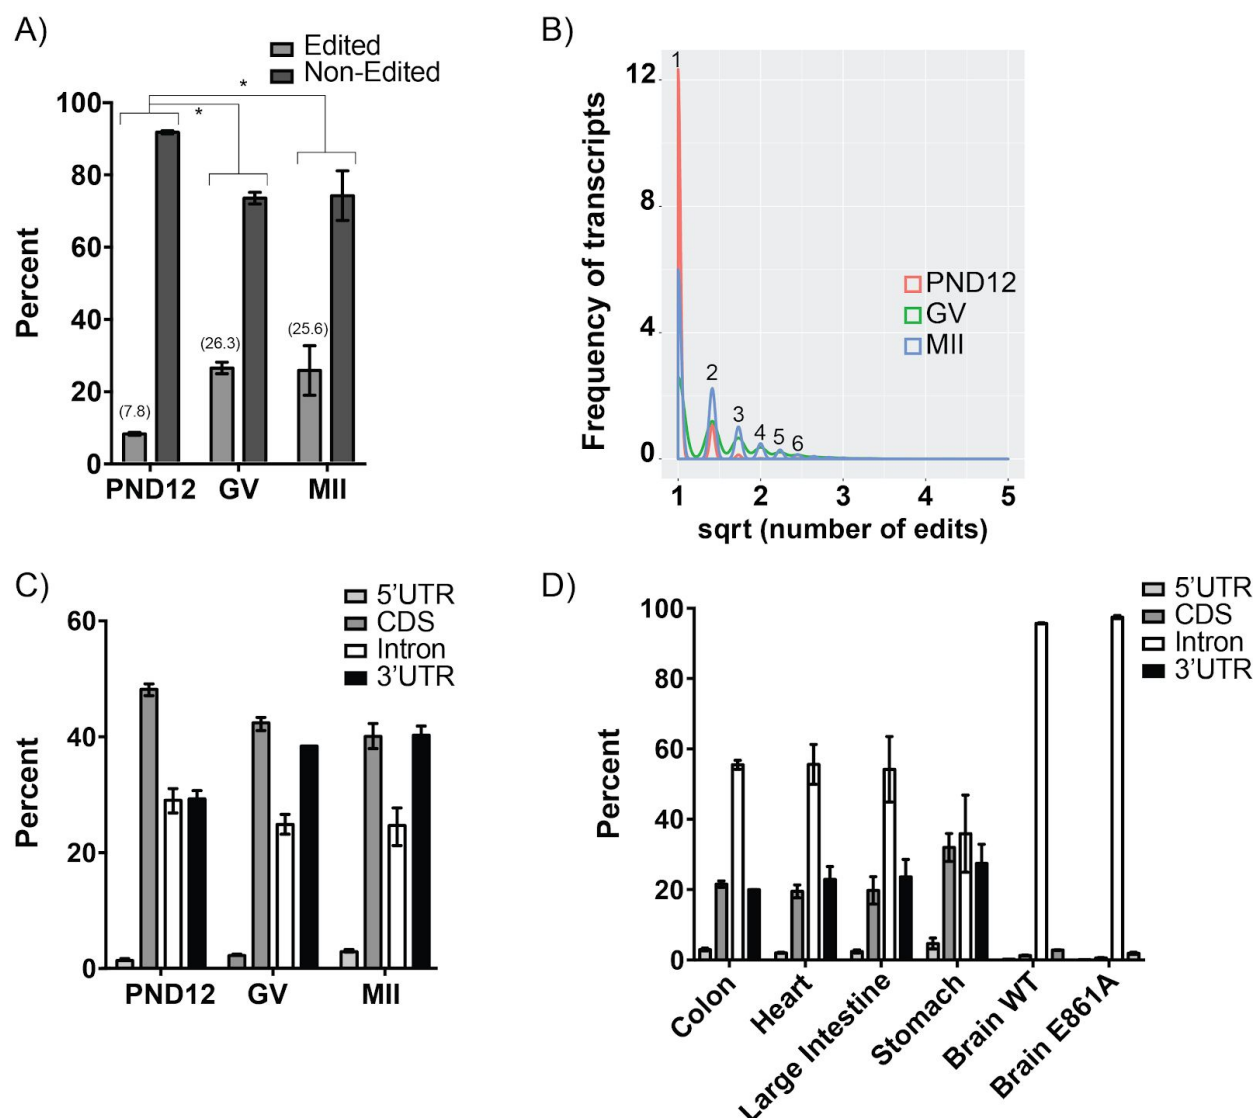 A)
Edited
Non-Edited
*
*
100
80
60
40
20
0
Percent
(7.8)
(26.3)
(25.6)
PND12 GV MII
B)
12
8
4
0
Frequency of transcripts
1
2
3
4
5
6
PND12
GV
MII
1 2 3 4 5
sqrt (number of edits)
C)
5’UTR
CDS
Intron
3’UTR
60
40
20
0
Percent
PND12 GV MII
D)
5’UTR
CDS
Intron
3’UTR
100
80
60
40
20
0
Percent
Colon
Heart
Large Intestine
Stomach
Brain WT
Brain E861A